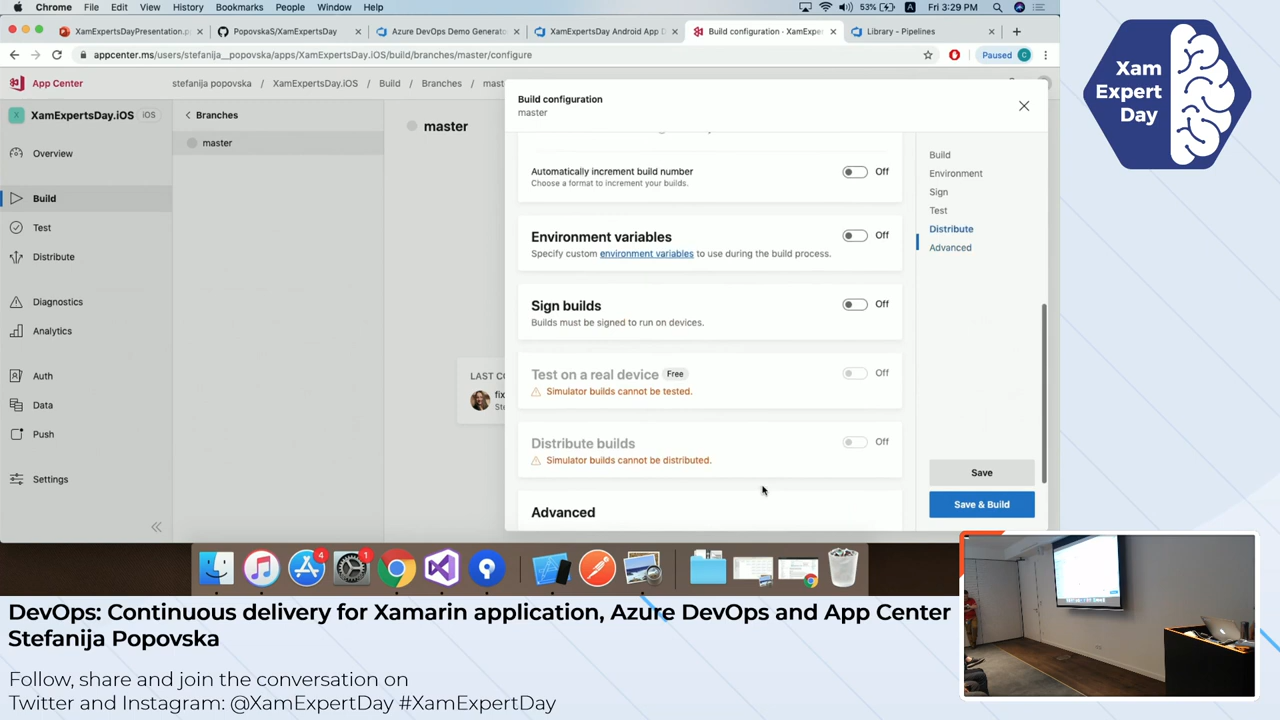 Chrome File Edit View History Bookmarks People Window Help 53% A Fri 3:29 PM
XamExpertsDayPresentation.p PopovskaS/XamExpertsDay Azure DevOps Demo Generato XamExpertsDay Android App D Build configuration · XamExper Library - Pipelines
appcenter.ms/users/stefanija__popovska/apps/XamExpertsDay.iOS/build/branches/master/configure Paused C
App Center stefanija popovska / XamExpertsDay.iOS / Build / Branches / mast
X XamExpertsDay.iOS iOS
Overview
Build
Test
Distribute
Diagnostics
Analytics
Auth
Data
Push
Settings
Branches
master
master
LAST CO
fix
Ste
Build configuration
master
Automatically increment build number Off
Choose a format to increment your builds.
Environment variables Off
Specify custom environment variables to use during the build process.
Sign builds Off
Builds must be signed to run on devices.
Test on a real device Free Off
Simulator builds cannot be tested.
Distribute builds Off
Simulator builds cannot be distributed.
Advanced
Build
Environment
Sign
Test
Distribute
Advanced
Save
Save & Build
4
1
Xam
Expert
Day
DevOps: Continuous delivery for Xamarin application, Azure DevOps and App Center
Stefanija Popovska
Follow, share and join the conversation on
Twitter and Instagram: @XamExpertDay #XamExpertDay